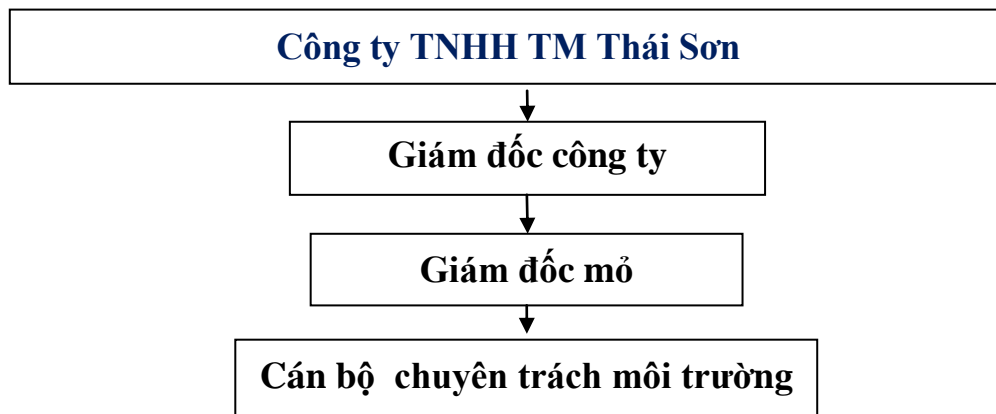 Công ty TNHH TM Thái Sơn
Giám đốc công ty
Giám đốc mỏ
Cán bộ chuyên trách môi trường